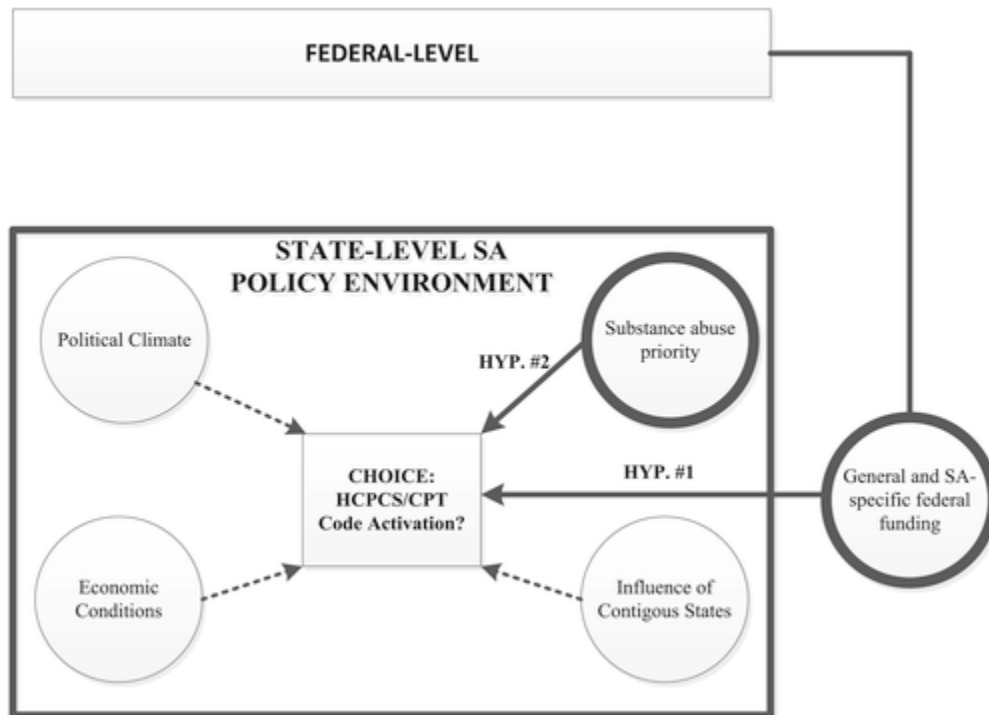 FEDERAL-LEVEL
STATE-LEVEL SA
POLICY ENVIRONMENT
Political Climate
Substance abuse
priority
HYP. #2
HYP. #1
CHOICE:
HCPCS/CPT
Code Activation?
General and SA-
specific federal
funding
Economic
Conditions
Influence of
Contigous States